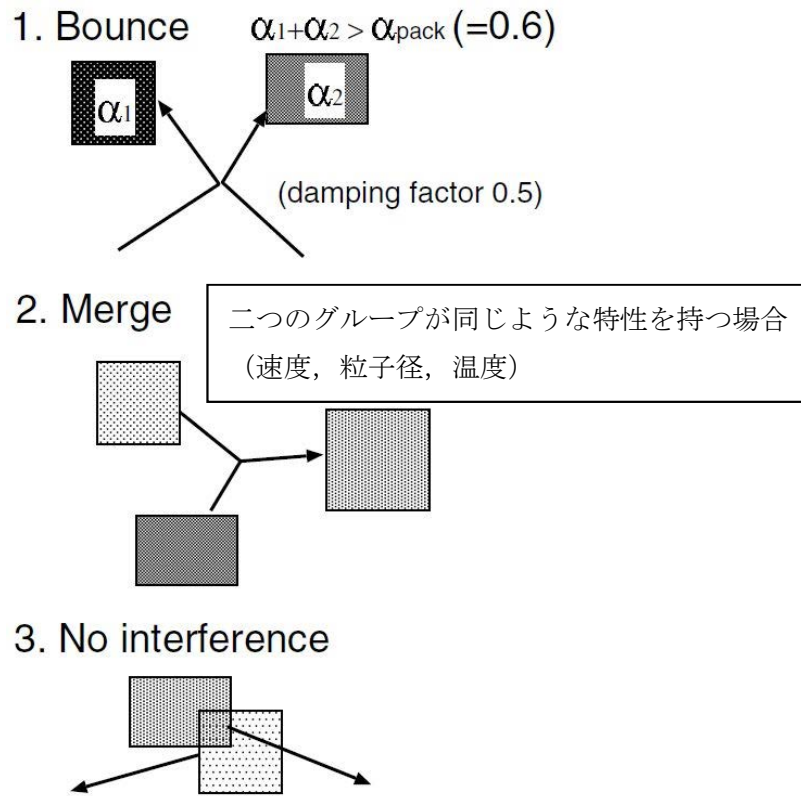 1. Bounce α1+α2 > αpack (=0.6)
α1 α2
(damping factor 0.5)
2. Merge
二つのグループが同じような特性を持つ場合
（速度，粒子径，温度）
3. No interference